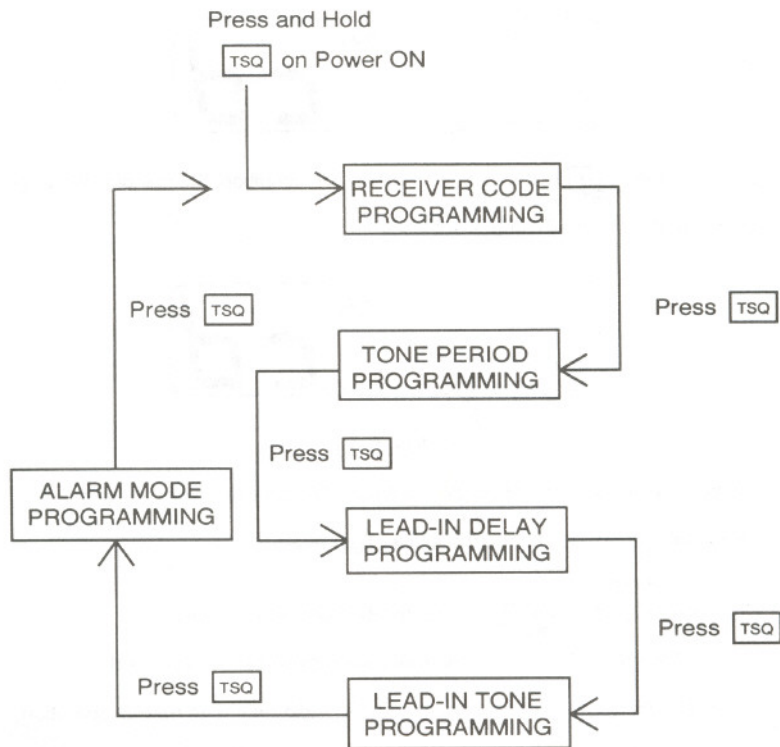 Press and Hold
TSQ on Power ON
RECEIVER CODE
PROGRAMMING
Press TSQ
Press TSQ
TONE PERIOD
PROGRAMMING
Press TSQ
ALARM MODE
PROGRAMMING
LEAD-IN DELAY
PROGRAMMING
Press TSQ
Press TSQ
LEAD-IN TONE
PROGRAMMING